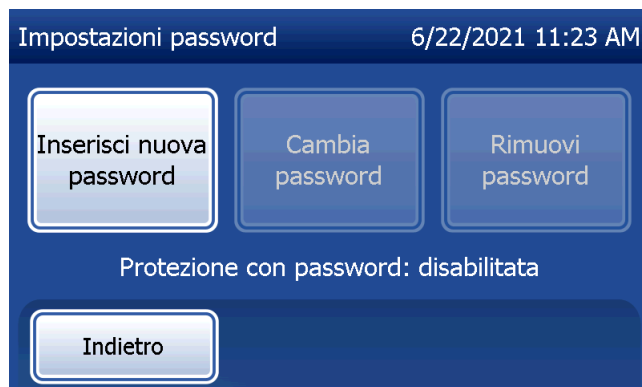 Impostazioni password 6/22/2021 11:23 AM
Inserisci nuova
password
Cambia
password
Rimuovi
password
Protezione con password: disabilitata
Indietro